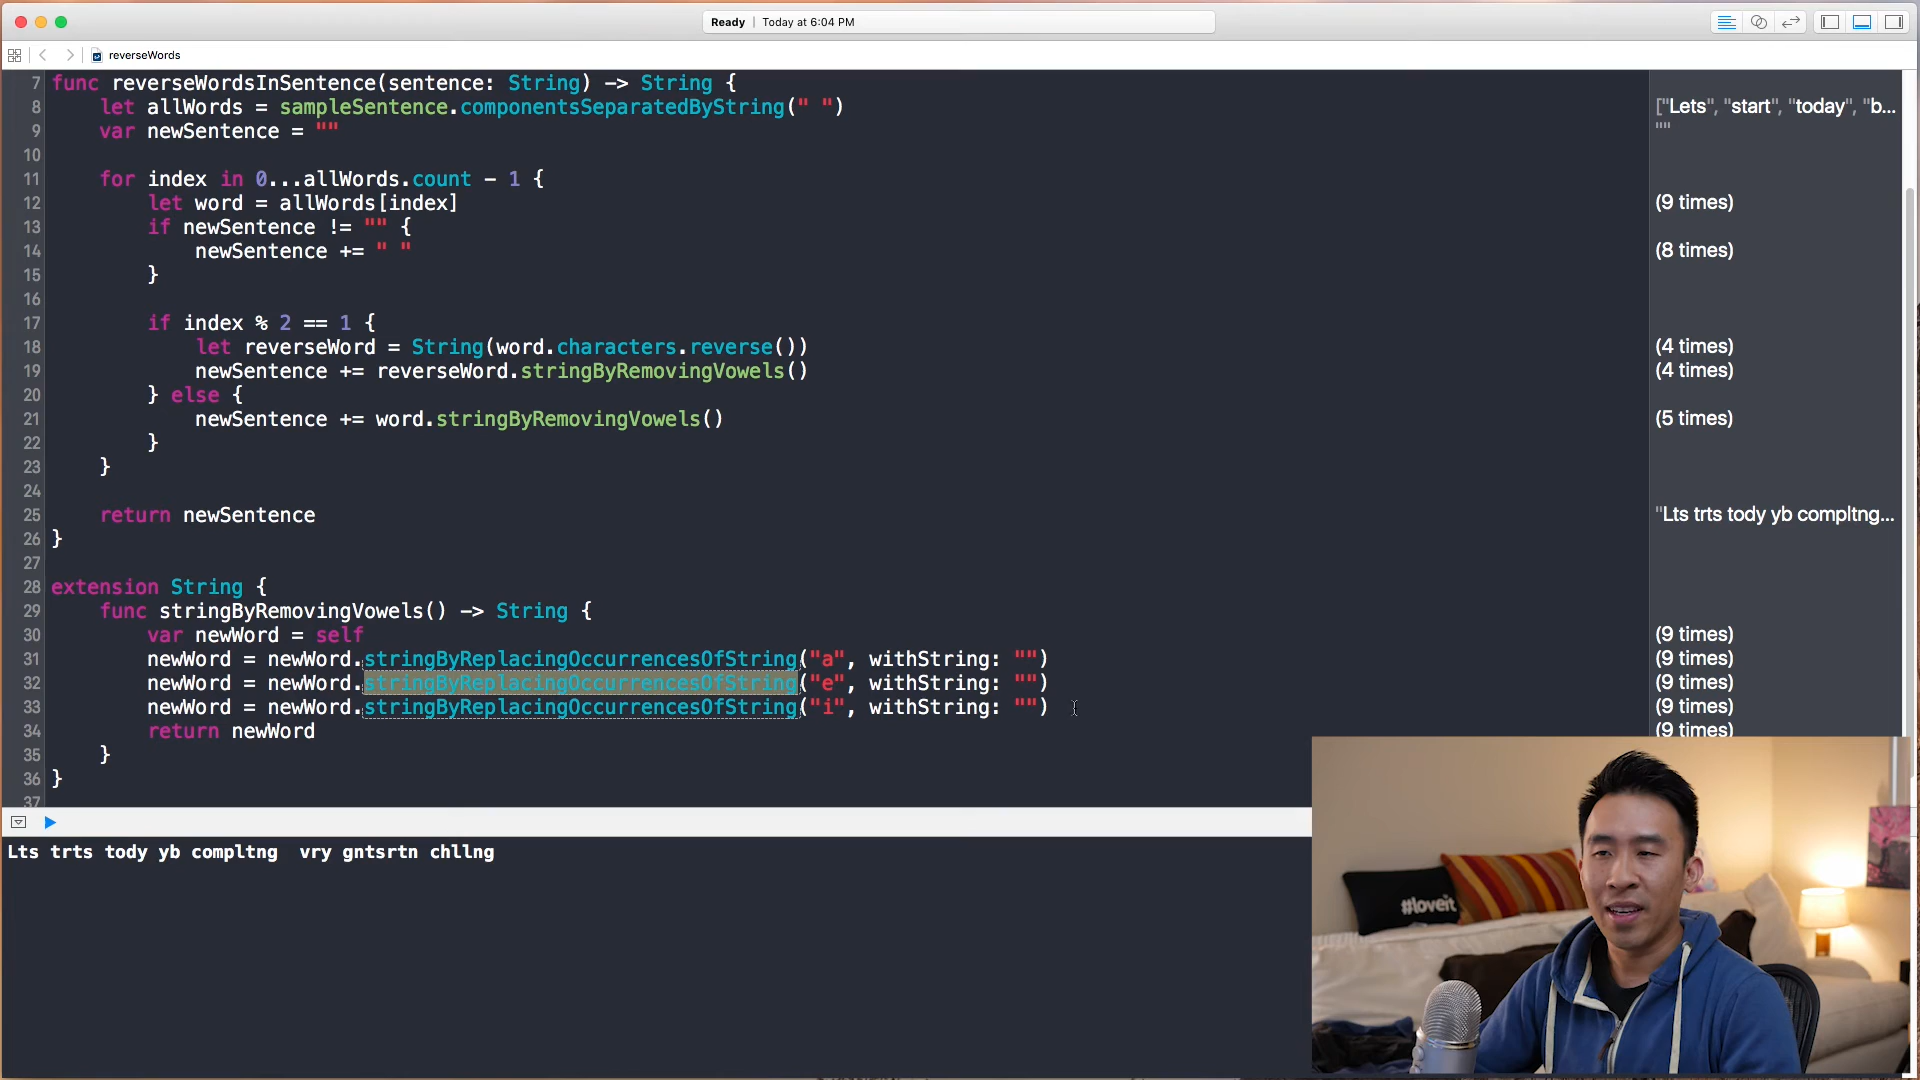 Ready | Today at 6:04 PM
reverseWords
7 func reverseWordsInSentence(sentence: String) -> String {
8 let allWords = sampleSentence.componentsSeparatedByString(" ")
["Lets", "start", "today", "b...
9 var newSentence = ""
""
10
11 for index in 0...allWords.count - 1 {
12 let word = allWords[index]
(9 times)
13 if newSentence != "" {
14 newSentence += " "
(8 times)
15 }
16
17 if index % 2 == 1 {
18 let reverseWord = String(word.characters.reverse())
(4 times)
19 newSentence += reverseWord.stringByRemovingVowels()
(4 times)
20 } else {
21 newSentence += word.stringByRemovingVowels()
(5 times)
22 }
23 }
24
25 return newSentence
"Lts trts tody yb compltng...
26 }
27
28 extension String {
29 func stringByRemovingVowels() -> String {
30 var newWord = self
(9 times)
31 newWord = newWord.stringByReplacingOccurrencesOfString("a", withString: "")
(9 times)
32 newWord = newWord.stringByReplacingOccurrencesOfString("e", withString: "")
(9 times)
33 newWord = newWord.stringByReplacingOccurrencesOfString("i", withString: "")
(9 times)
34 return newWord
(9 times)
35 }
36 }
37
Lts trts tody yb compltng  vry gntsrtn chllng
#loveit